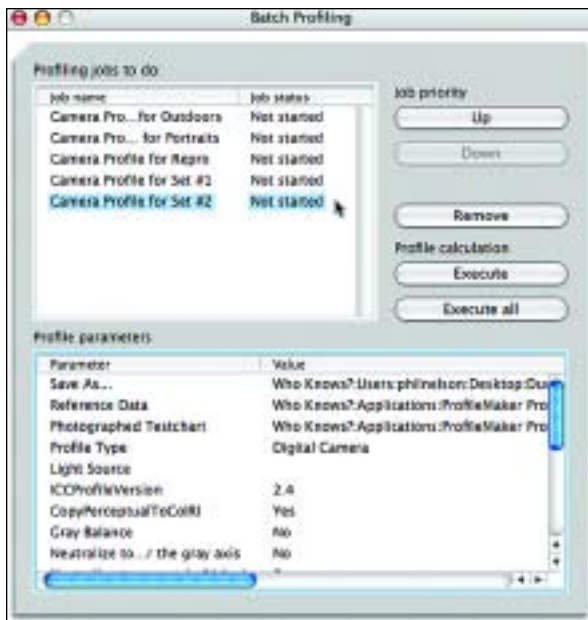 Batch Profiling
Profiling jobs to do
Job name Job status
Camera Pro...for Outdoors Not started
Camera Pro... for Portraits Not started
Camera Profile for Repro Not started
Camera Profile for Set #1 Not started
Camera Profile for Set #2 Not started
Job priority
Up
Down
Remove
Profile calculation
Execute
Execute all
Profile parameters
Parameter Value
Save As... Who Knows?:Users:philnelson:Desktop:Du
Reference Data Who Knows?:Applications:ProfileMaker Pro
Photographed Testchart Who Knows?:Applications:ProfileMaker Pro
Profile Type Digital Camera
Light Source
ICCProfileVersion 2.4
CopyPerceptualToColRI Yes
Gray Balance No
Neutralize to.../ the gray axis No